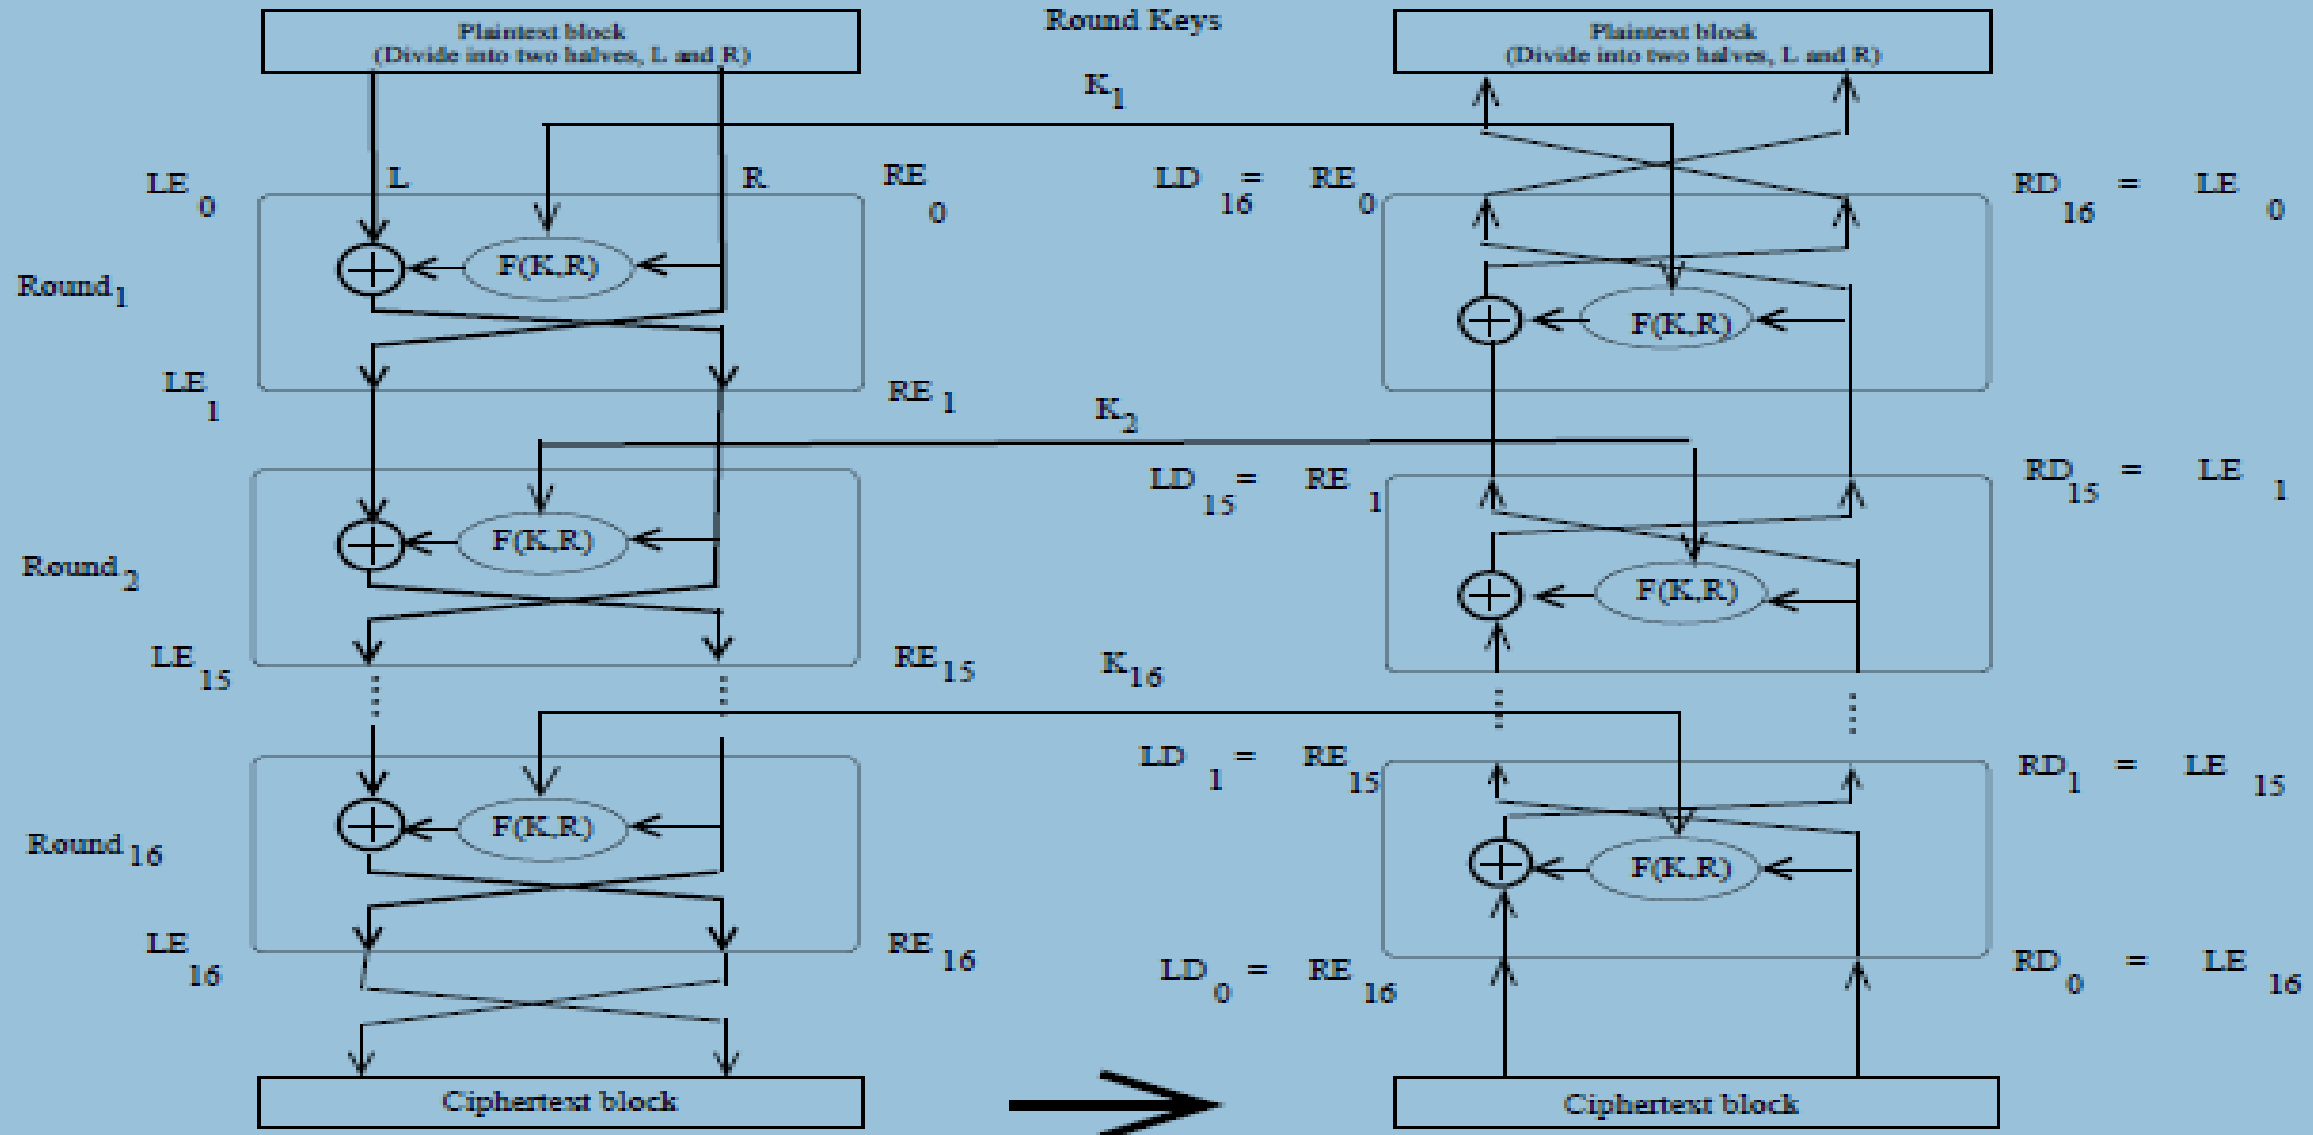 Plaintext block
(Divide into two halves, L and R)
Round Keys
Plaintext block
(Divide into two halves, L and R)
K1
LE0 L R RE0
LD16 = RE0
RD16 = LE0
F(K,R)
Round1
F(K,R)
LE1
RE1
K2
LD15 = RE1
RD15 = LE1
F(K,R)
Round2
F(K,R)
LE15
RE15
K16
LD1 = RE15
RD1 = LE15
F(K,R)
Round16
F(K,R)
LE16
RE16
LD0 = RE16
RD0 = LE16
Ciphertext block
Ciphertext block